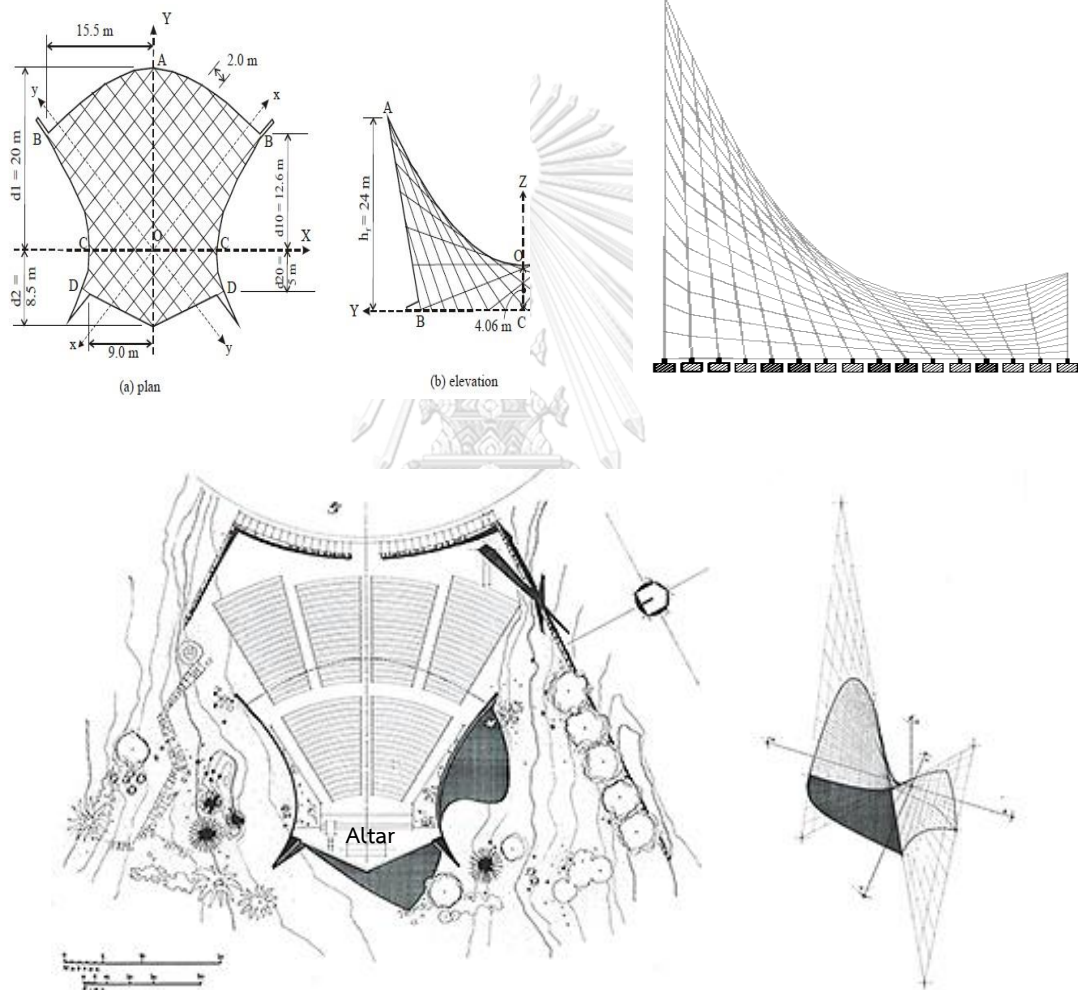 Y
15.5 m
A
2.0 m
y
x
B
B
d1 = 20 m
d10 = 12.6 m
C
O
C
X
d2 =
8.5 m
D
D
d20 =
5 m
x
9.0 m
y
(a) plan
A
Z
hr = 24 m
O
Y
B
4.06 m
C
(b) elevation
Altar